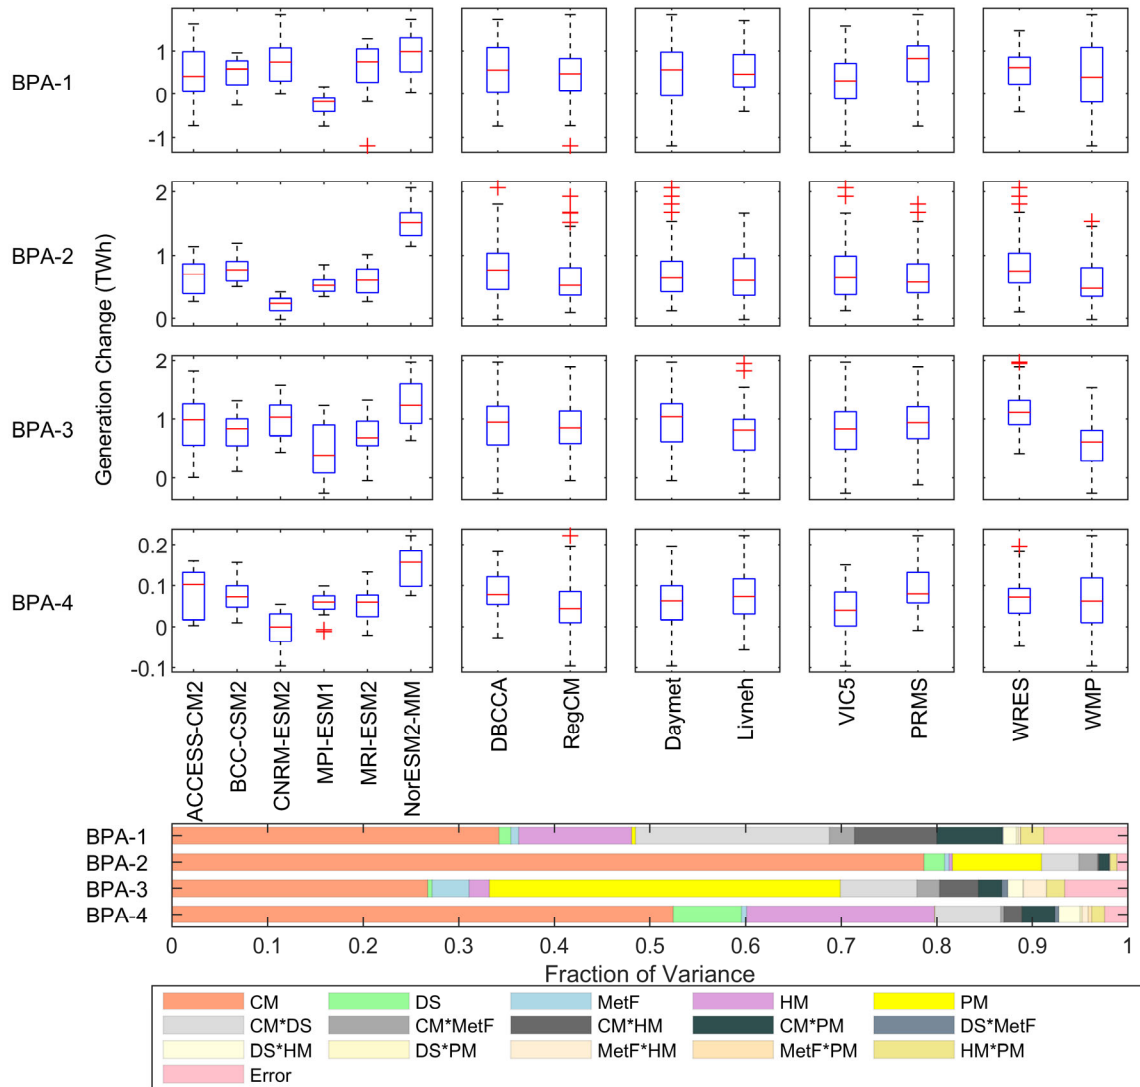 BPA-1
1
0
-1
BPA-2
2
1
0
BPA-3
2
1
0
BPA-4
0.2
0.1
0
-0.1
Generation Change (TWh)
ACCESS-CM2
BCC-CSM2
CNRM-ESM2
MPI-ESM1
MRI-ESM2
NorESM2-MM
DBCCA
RegCM
Daymet
Livneh
VIC5
PRMS
WRES
WMP
BPA-1
BPA-2
BPA-3
BPA-4
0 0.1 0.2 0.3 0.4 0.5 0.6 0.7 0.8 0.9 1
Fraction of Variance
CM DS MetF HM PM
CM*DS CM*MetF CM*HM CM*PM DS*MetF
DS*HM DS*PM MetF*HM MetF*PM HM*PM
Error